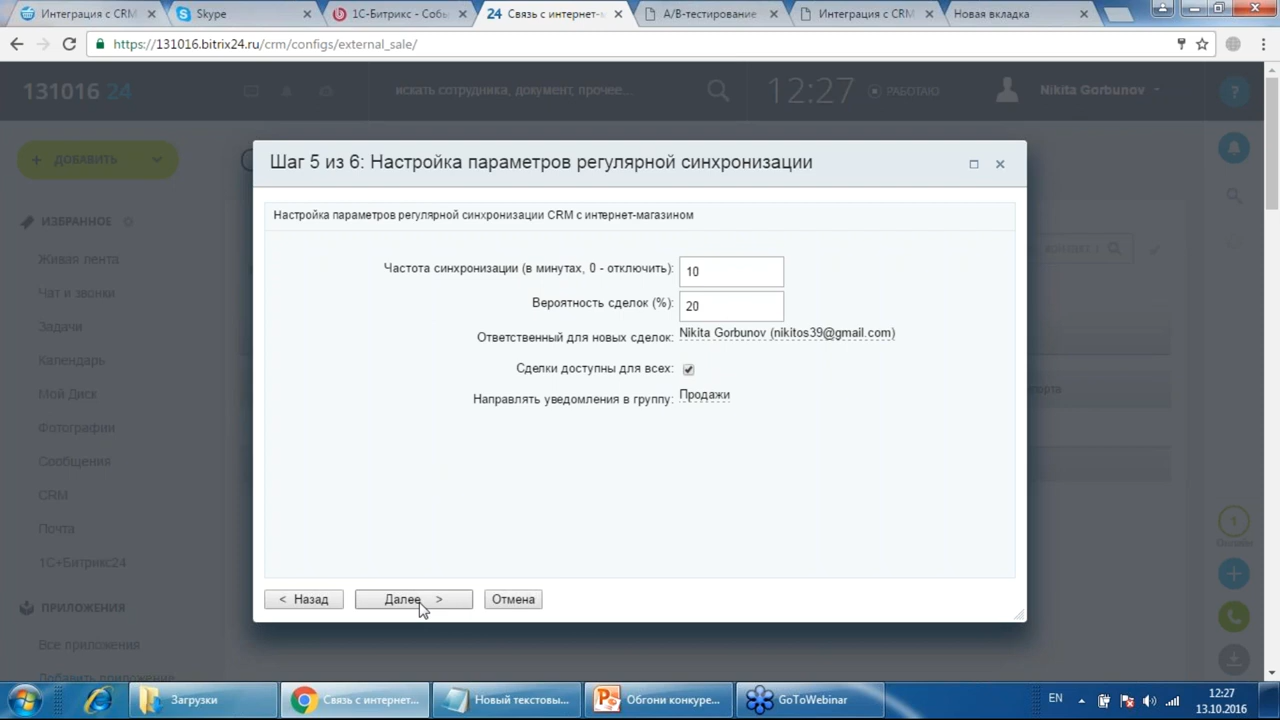 Интеграция с CRM
Skype
1С-Битрикс - Собы
24 Связь с интернет-м
A/B-тестирование
Интеграция с CRM
Новая вкладка
https://131016.bitrix24.ru/crm/configs/external_sale/
131016 24
искать сотрудника, документ, прочее...
12:27
РАБОТАЮ
Nikita Gorbunov
?
+ ДОБАВИТЬ
Шаг 5 из 6: Настройка параметров регулярной синхронизации
Настройка параметров регулярной синхронизации CRM с интернет-магазином
Частота синхронизации (в минутах, 0 - отключить): 10
Вероятность сделок (%): 20
Ответственный для новых сделок: Nikita Gorbunov (nikitos39@gmail.com)
Сделки доступны для всех:
Направлять уведомления в группу: Продажи
< Назад
Далее >
Отмена
ИЗБРАННОЕ
Живая лента
Чат и звонки
Задачи
Календарь
Мой Диск
Фотографии
Сообщения
CRM
Почта
1С+Битрикс24
ПРИЛОЖЕНИЯ
Все приложения
Добавить приложение
1
Загрузки
Связь с интернет...
Новый текстовы...
Обгони конкуре...
GoToWebinar
EN
12:27
13.10.2016